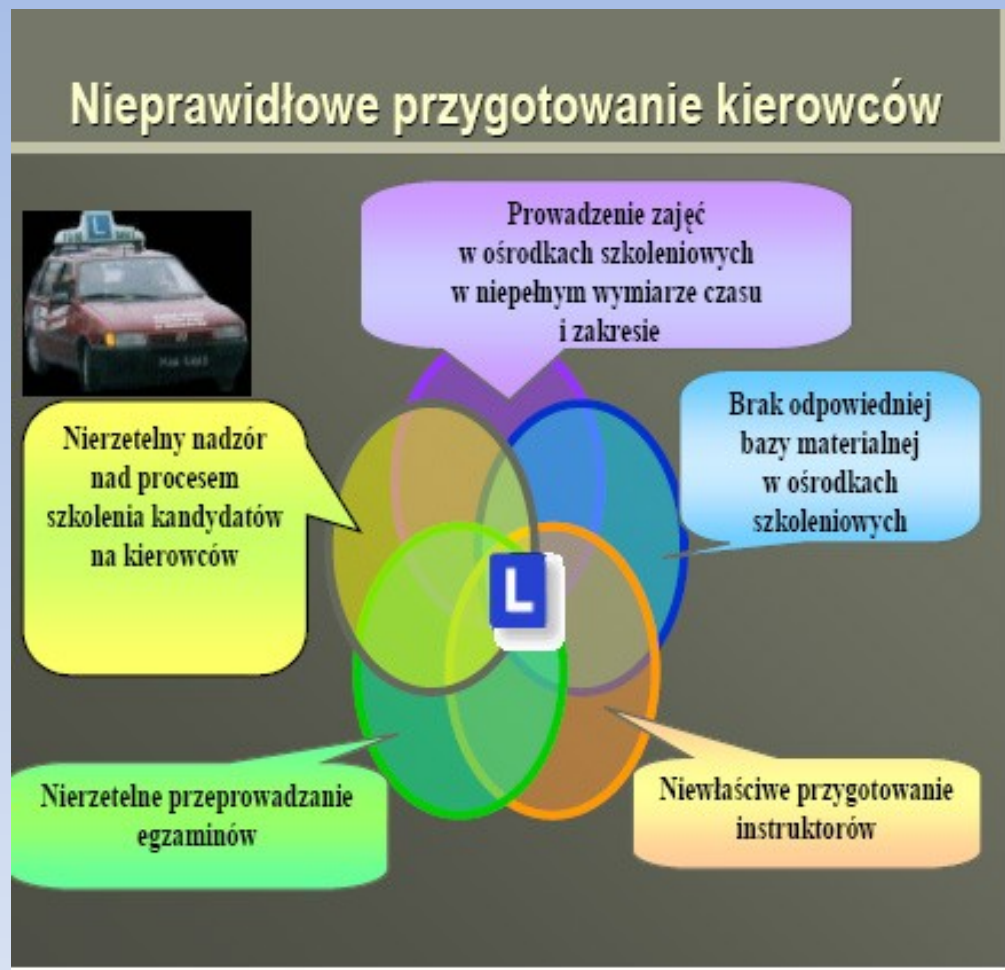 Nieprawidłowe przygotowanie kierowców
Prowadzenie zajęć
w ośrodkach szkoleniowych
w niepełnym wymiarze czasu
i zakresie
L
Nierzetelny nadzór
nad procesem
szkolenia kandydatów
na kierowców
Brak odpowiedniej
bazy materialnej
w ośrodkach
szkoleniowych
L
Nierzetelne przeprowadzanie
egzaminów
Niewłaściwe przygotowanie
instruktorów